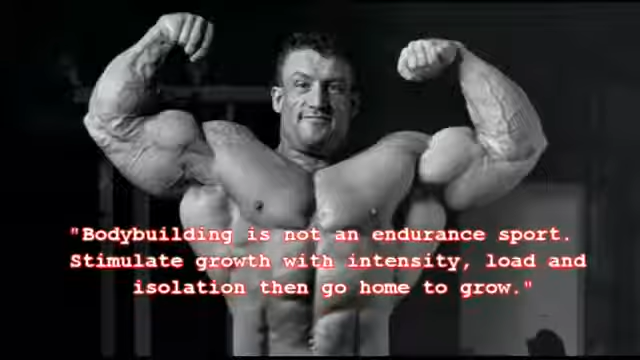 "Bodybuilding is not an endurance sport.
Stimulate growth with intensity, load and
isolation then go home to grow."